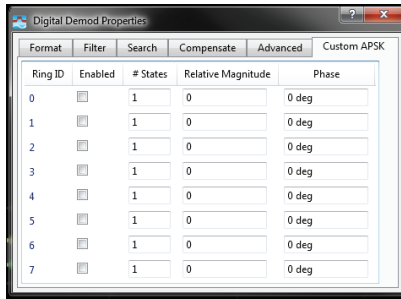 Digital Demod Properties
? x
Format Filter Search Compensate Advanced Custom APSK
Ring ID Enabled # States Relative Magnitude Phase
0 1 0 0 deg
1 1 0 0 deg
2 1 0 0 deg
3 1 0 0 deg
4 1 0 0 deg
5 1 0 0 deg
6 1 0 0 deg
7 1 0 0 deg